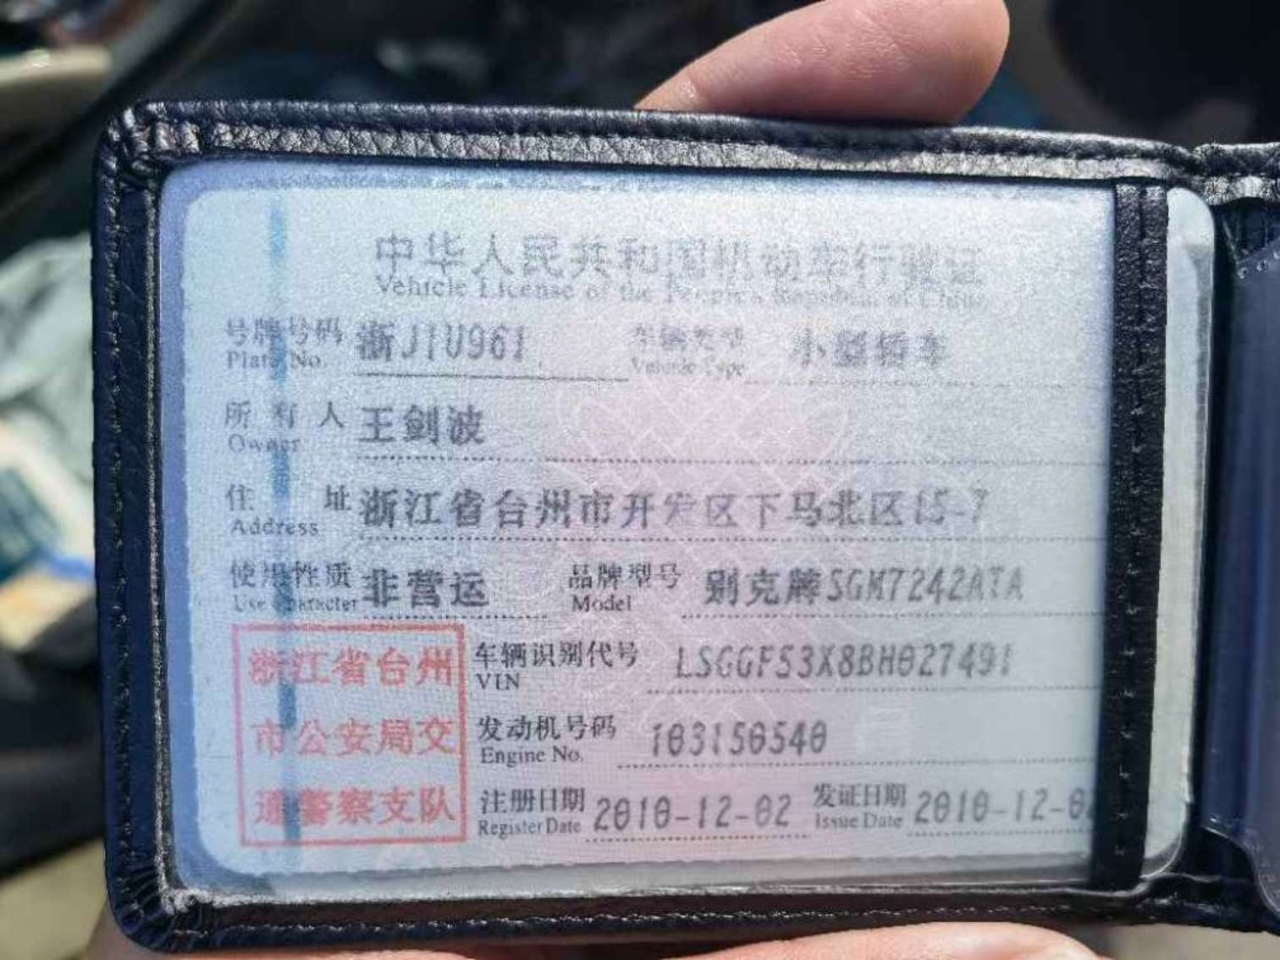 中华人民共和国机动车行驶证
Vehicle License of the People's Republic of China
号牌号码 浙J1U961 车辆类型 小型轿车
Plate No. Vehicle Type
所有人 王剑波
Owner
住址 浙江省台州市开发区下马北区15-7
Address
使用性质 非营运 品牌型号 别克牌SGM7242ATA
Use Character Model
浙江省台州 车辆识别代号 LSGGF53X8BH027491
VIN
市公安局交 发动机号码 103150540
Engine No.
通警察支队 注册日期 2010-12-02 发证日期 2010-12-02
Register Date Issue Date